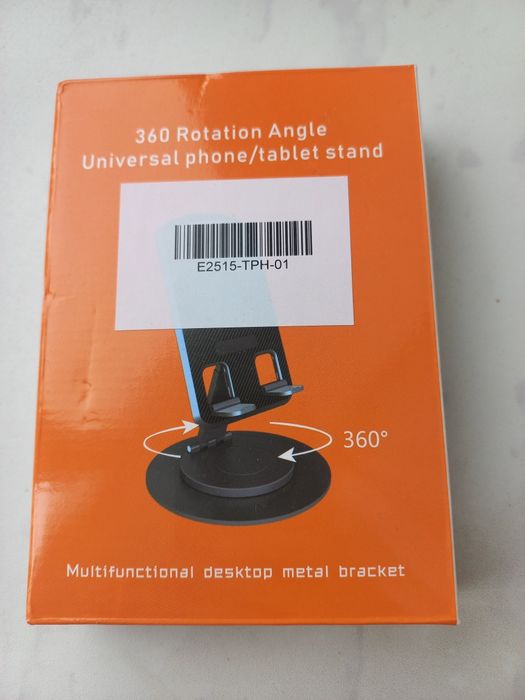 360 Rotation Angle
Universal phone/tablet stand
E2515-TPH-01
360°
Multifunctional desktop metal bracket